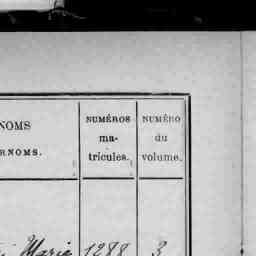 NOMS
RNOMS.
NUMÉROS
ma-
tricules.
NUMÉRO
du
volume.
Marie 1288 3